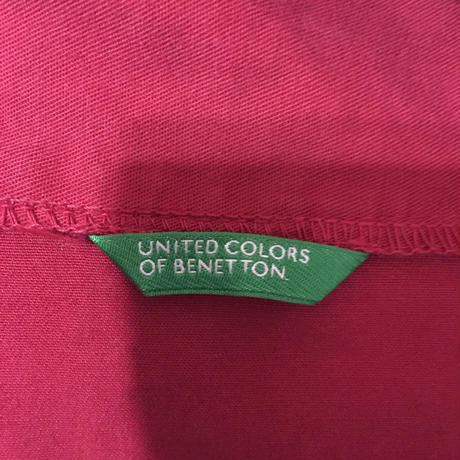 UNITED COLORS
OF BENETTON.